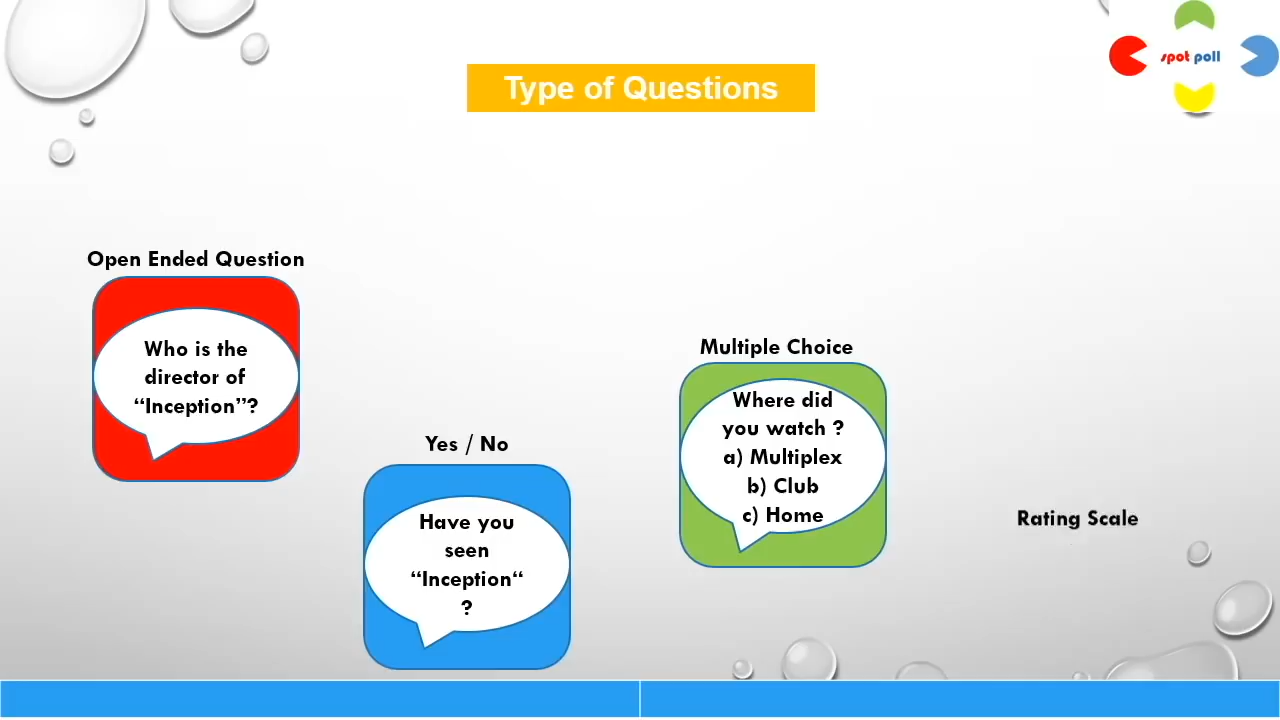 spot poll
Type of Questions
Open Ended Question
Who is the
director of
“Inception”?
Yes / No
Have you
seen
“Inception“
?
Multiple Choice
Where did
you watch ?
a) Multiplex
b) Club
c) Home
Rating Scale